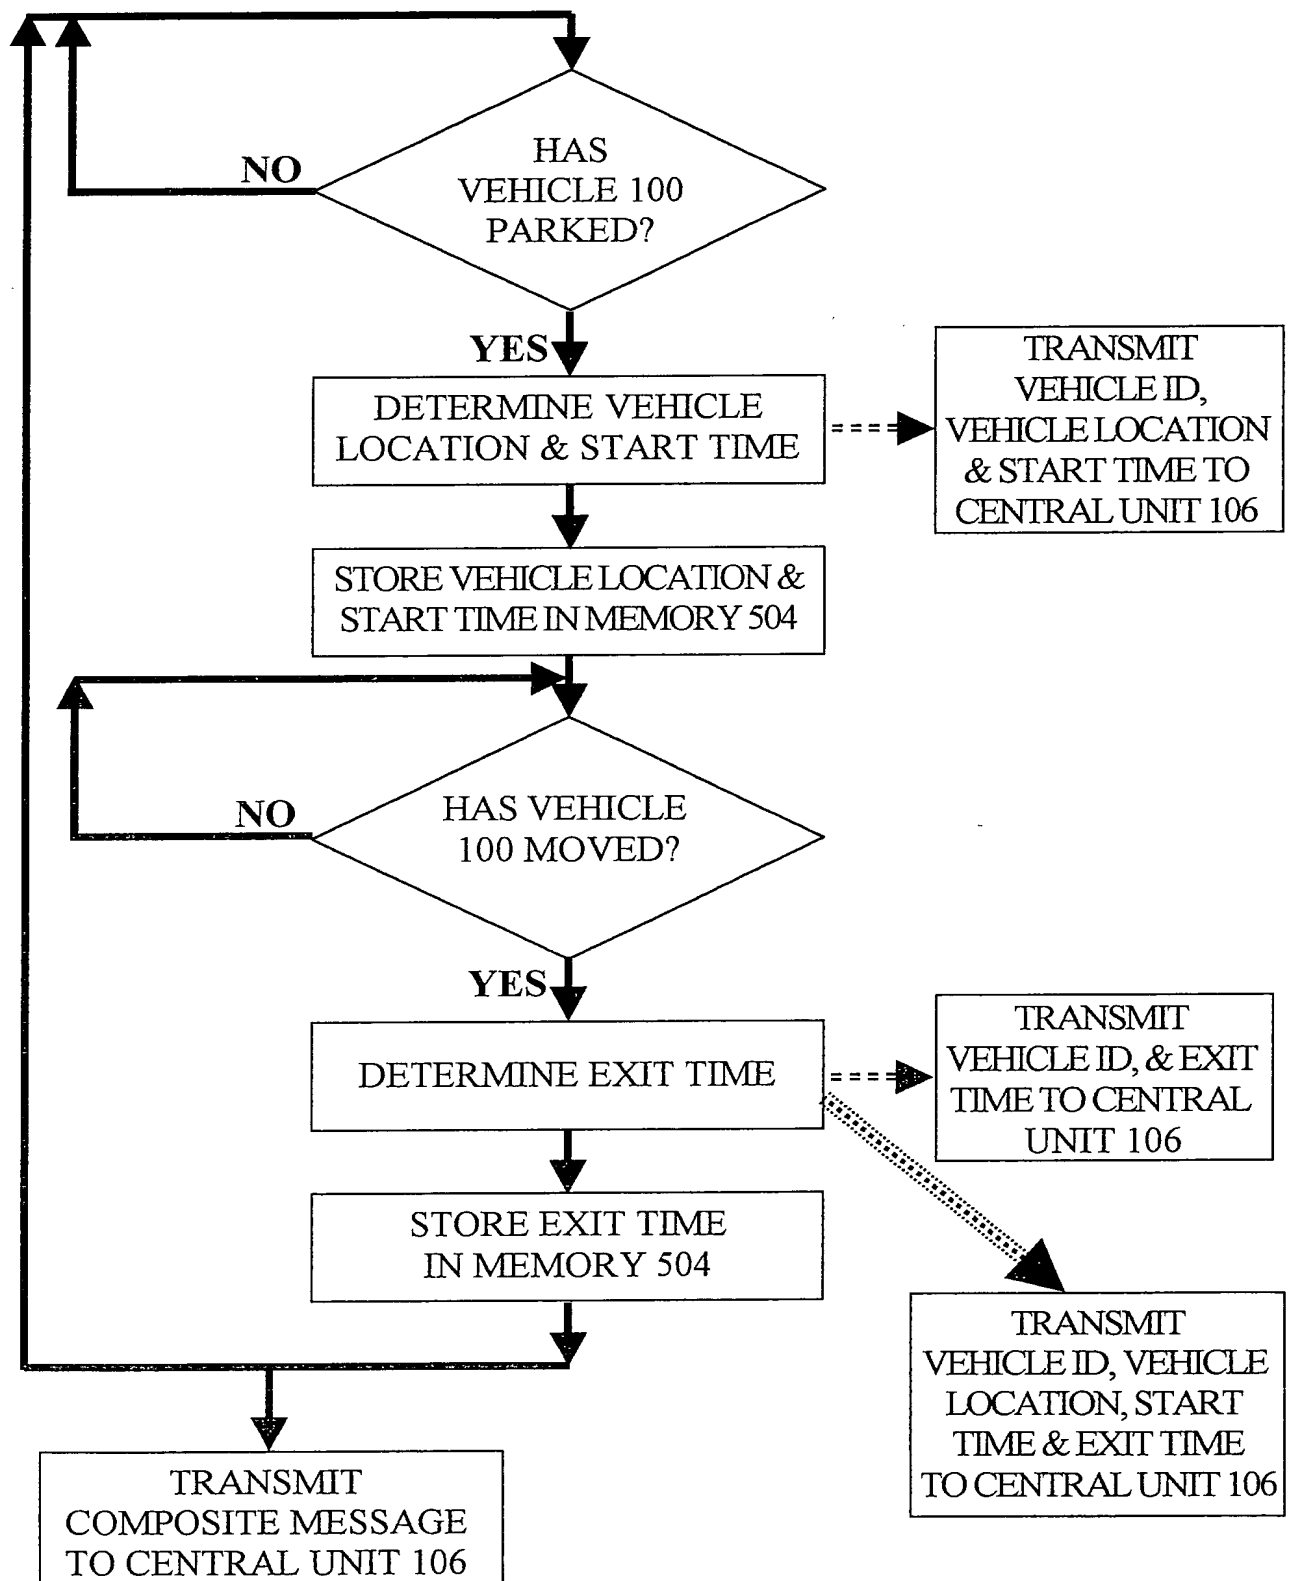 HAS
VEHICLE 100
PARKED?
NO
YES
DETERMINE VEHICLE
LOCATION & START TIME
TRANSMIT
VEHICLE ID,
VEHICLE LOCATION
& START TIME TO
CENTRAL UNIT 106
STORE VEHICLE LOCATION &
START TIME IN MEMORY 504
HAS VEHICLE
100 MOVED?
NO
YES
DETERMINE EXIT TIME
TRANSMIT
VEHICLE ID, & EXIT
TIME TO CENTRAL
UNIT 106
STORE EXIT TIME
IN MEMORY 504
TRANSMIT
VEHICLE ID, VEHICLE
LOCATION, START
TIME & EXIT TIME
TO CENTRAL UNIT 106
TRANSMIT
COMPOSITE MESSAGE
TO CENTRAL UNIT 106